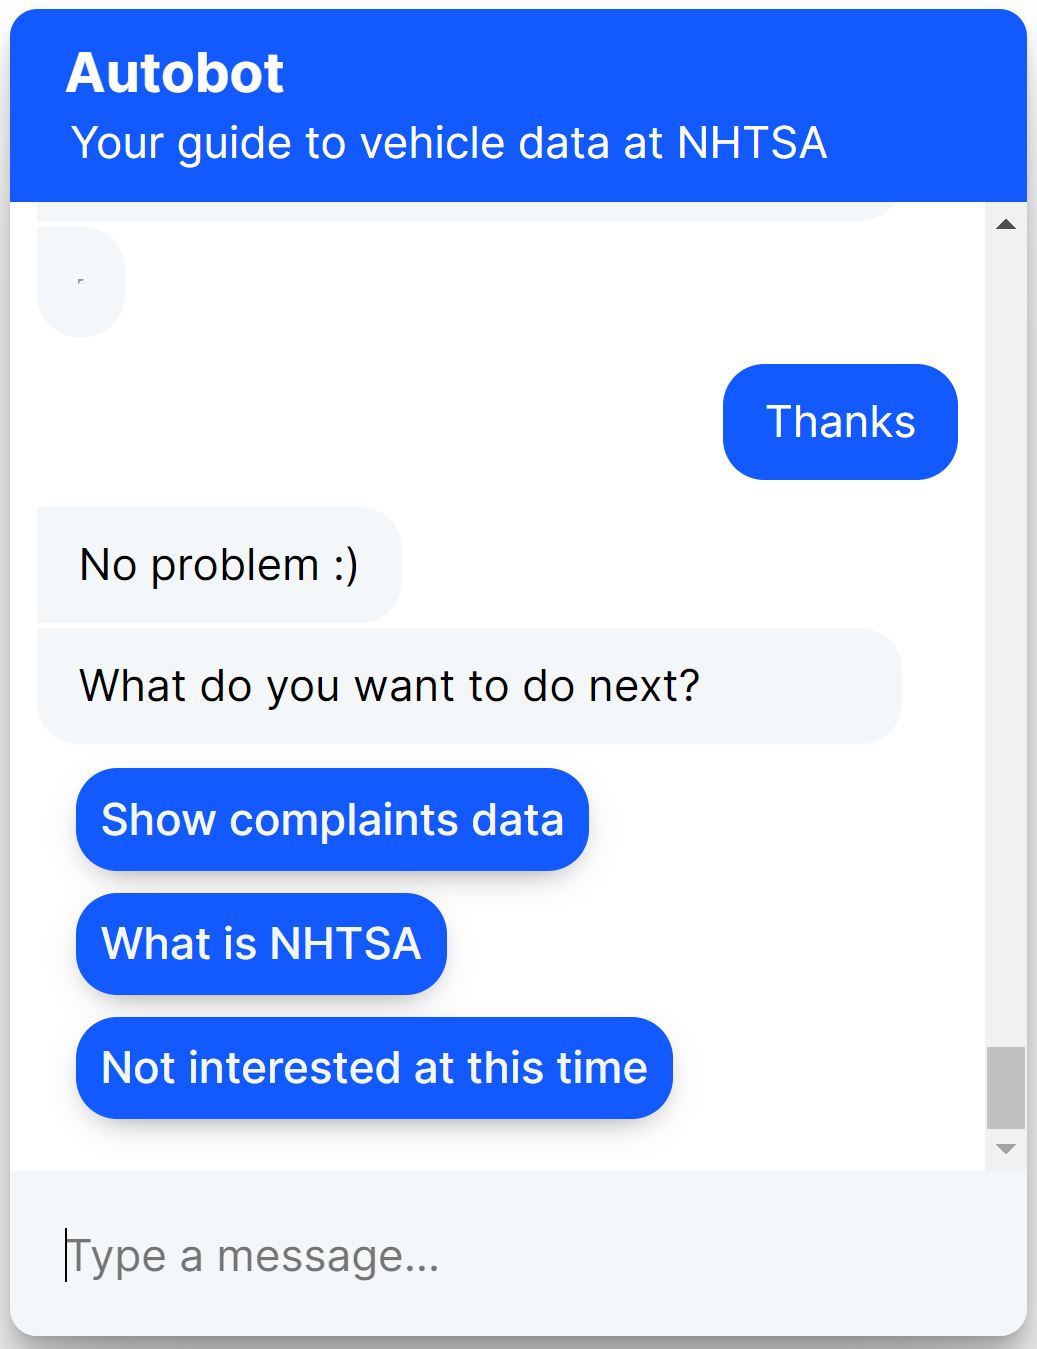 Autobot
Your guide to vehicle data at NHTSA
Thanks
No problem :)
What do you want to do next?
Show complaints data
What is NHTSA
Not interested at this time
Type a message...